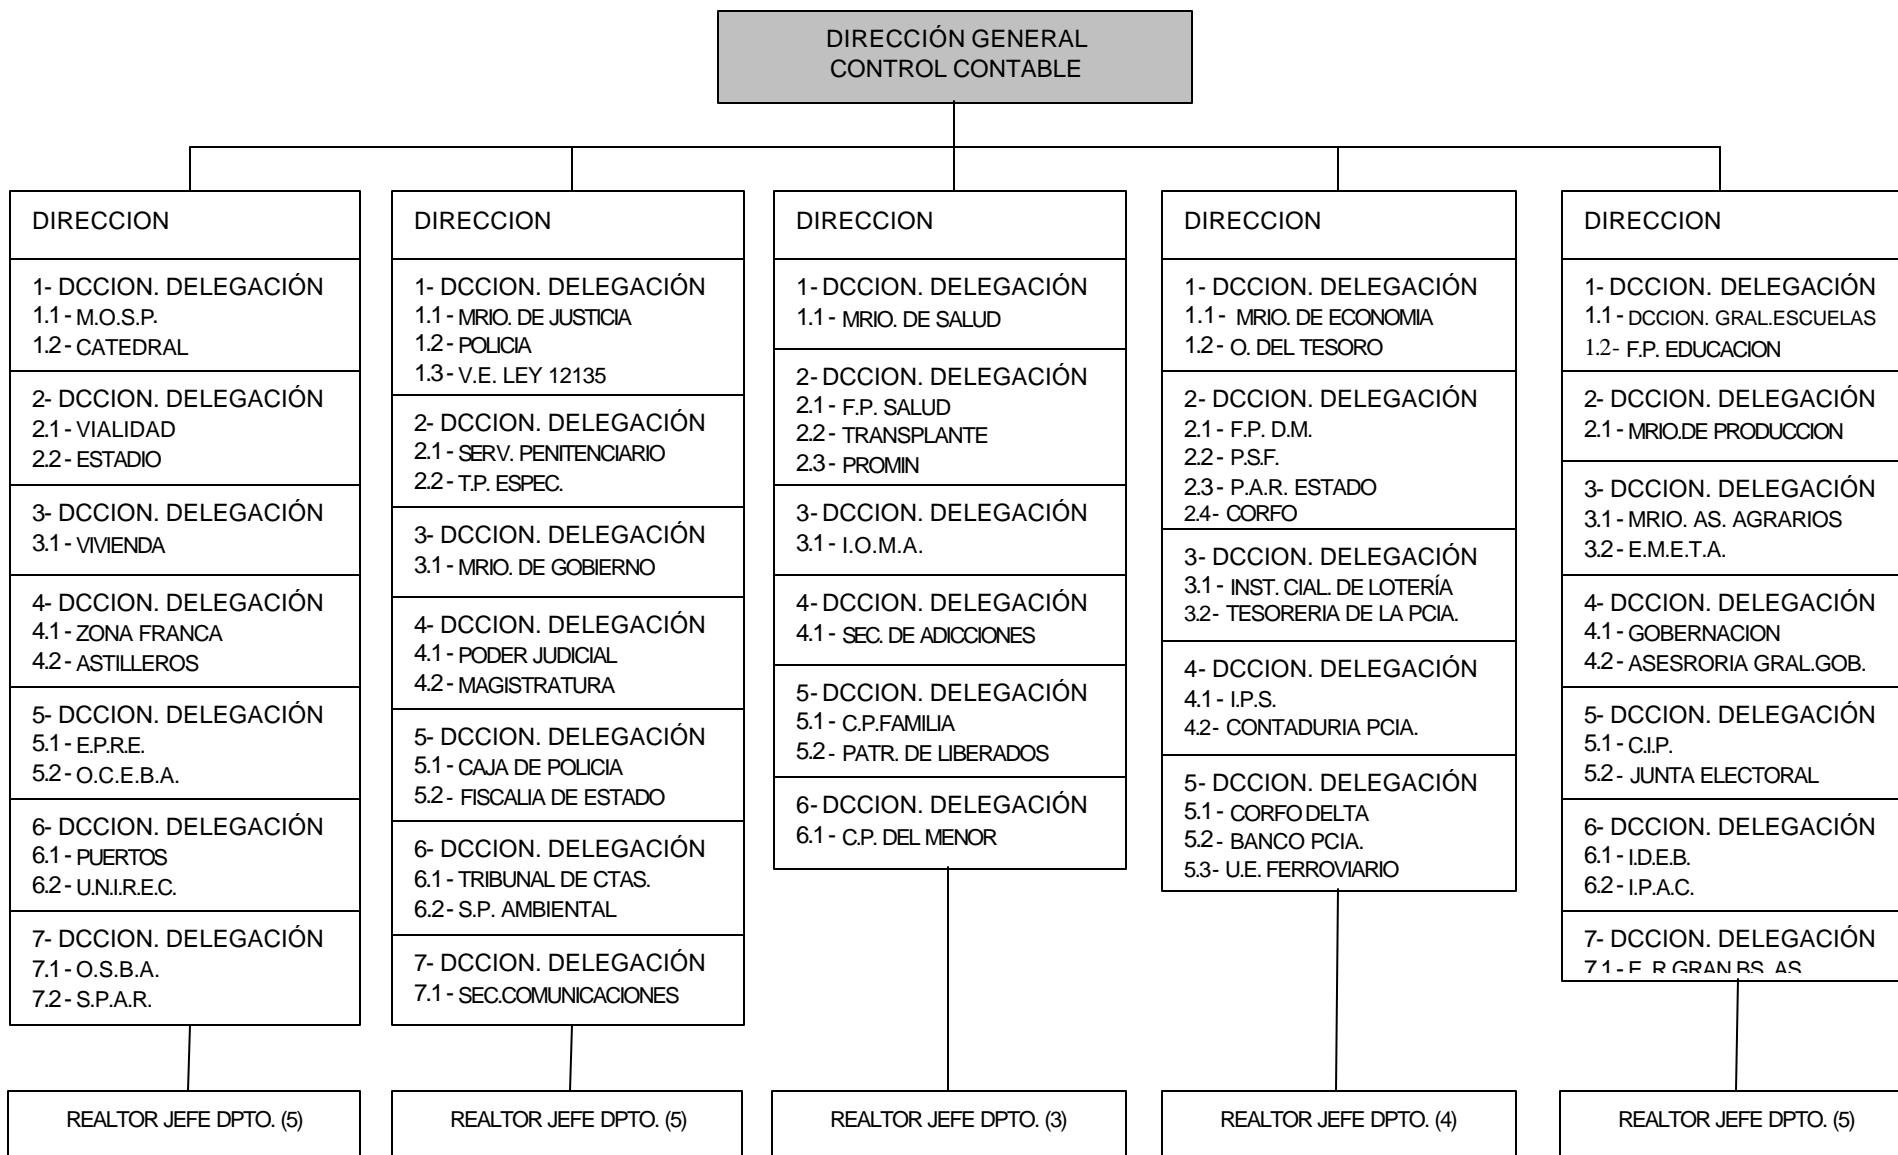 DIRECCIÓN GENERAL
CONTROL CONTABLE
DIRECCION
1- DCCION. DELEGACIÓN
1.1 - M.O.S.P.
1.2 - CATEDRAL
2- DCCION. DELEGACIÓN
2.1 - VIALIDAD
2.2 - ESTADIO
3- DCCION. DELEGACIÓN
3.1 - VIVIENDA
4- DCCION. DELEGACIÓN
4.1 - ZONA FRANCA
4.2 - ASTILLEROS
5- DCCION. DELEGACIÓN
5.1 - E.P.R.E.
5.2 - O.C.E.B.A.
6- DCCION. DELEGACIÓN
6.1 - PUERTOS
6.2 - U.N.I.R.E.C.
7- DCCION. DELEGACIÓN
7.1 - O.S.B.A.
7.2 - S.P.A.R.
REALTOR JEFE DPTO. (5)
DIRECCION
1- DCCION. DELEGACIÓN
1.1 - MRIO. DE JUSTICIA
1.2 - POLICIA
1.3 - V.E. LEY 12135
2- DCCION. DELEGACIÓN
2.1 - SERV. PENITENCIARIO
2.2 - T.P. ESPEC.
3- DCCION. DELEGACIÓN
3.1 - MRIO. DE GOBIERNO
4- DCCION. DELEGACIÓN
4.1 - PODER JUDICIAL
4.2 - MAGISTRATURA
5- DCCION. DELEGACIÓN
5.1 - CAJA DE POLICIA
5.2 - FISCALIA DE ESTADO
6- DCCION. DELEGACIÓN
6.1 - TRIBUNAL DE CTAS.
6.2 - S.P. AMBIENTAL
7- DCCION. DELEGACIÓN
7.1 - SEC.COMUNICACIONES
REALTOR JEFE DPTO. (5)
DIRECCION
1- DCCION. DELEGACIÓN
1.1 - MRIO. DE SALUD
2- DCCION. DELEGACIÓN
2.1 - F.P. SALUD
2.2 - TRANSPLANTE
2.3 - PROMIN
3- DCCION. DELEGACIÓN
3.1 - I.O.M.A.
4- DCCION. DELEGACIÓN
4.1 - SEC. DE ADICCIONES
5- DCCION. DELEGACIÓN
5.1 - C.P.FAMILIA
5.2 - PATR. DE LIBERADOS
6- DCCION. DELEGACIÓN
6.1 - C.P. DEL MENOR
REALTOR JEFE DPTO. (3)
DIRECCION
1- DCCION. DELEGACIÓN
1.1 - MRIO. DE ECONOMIA
1.2 - O. DEL TESORO
2- DCCION. DELEGACIÓN
2.1 - F.P. D.M.
2.2 - P.S.F.
2.3 - P.A.R. ESTADO
2.4- CORFO
3- DCCION. DELEGACIÓN
3.1 - INST. CIAL. DE LOTERÍA
3.2- TESORERIA DE LA PCIA.
4- DCCION. DELEGACIÓN
4.1 - I.P.S.
4.2 - CONTADURIA PCIA.
5- DCCION. DELEGACIÓN
5.1 - CORFO DELTA
5.2 - BANCO PCIA.
5.3- U.E. FERROVIARIO
REALTOR JEFE DPTO. (4)
DIRECCION
1- DCCION. DELEGACIÓN
1.1 - DCCION. GRAL.ESCUELAS
1.2- F.P. EDUCACION
2- DCCION. DELEGACIÓN
2.1 - MRIO.DE PRODUCCION
3- DCCION. DELEGACIÓN
3.1 - MRIO. AS. AGRARIOS
3.2 - E.M.E.T.A.
4- DCCION. DELEGACIÓN
4.1 - GOBERNACION
4.2 - ASESRORIA GRAL.GOB.
5- DCCION. DELEGACIÓN
5.1 - C.I.P.
5.2 - JUNTA ELECTORAL
6- DCCION. DELEGACIÓN
6.1 - I.D.E.B.
6.2 - I.P.A.C.
7- DCCION. DELEGACIÓN
7.1 - E. R.GRAN BS. AS
REALTOR JEFE DPTO. (5)